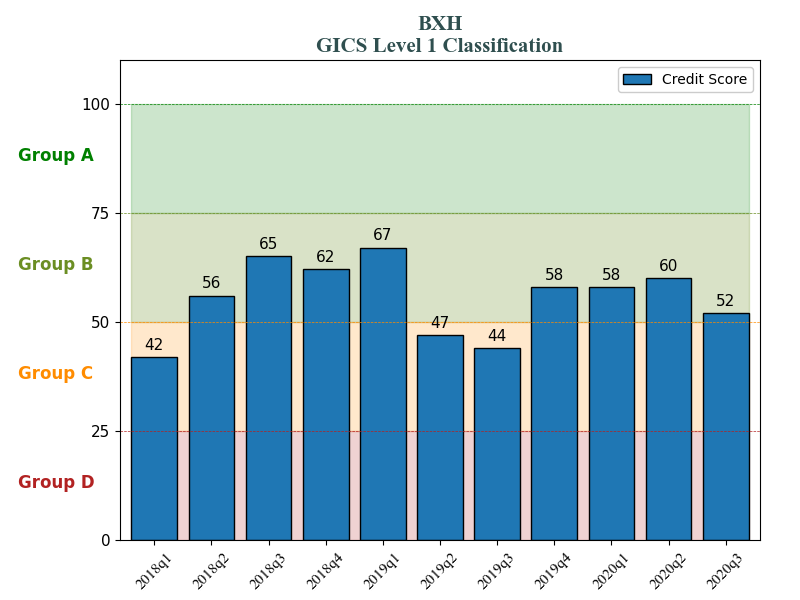 BXH
GICS Level 1 Classification
Credit Score
100
Group A
75
67
65
62
Group B
60
58
58
56
52
50
47
44
42
Group C
25
Group D
0
2018q1
2018q2
2018q3
2018q4
2019q1
2019q2
2019q3
2019q4
2020q1
2020q2
2020q3